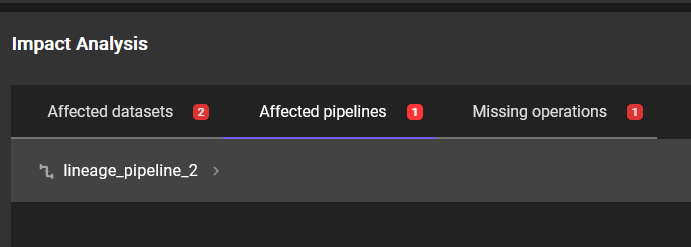 Impact Analysis
Affected datasets 2 Affected pipelines 1 Missing operations 1
lineage_pipeline_2